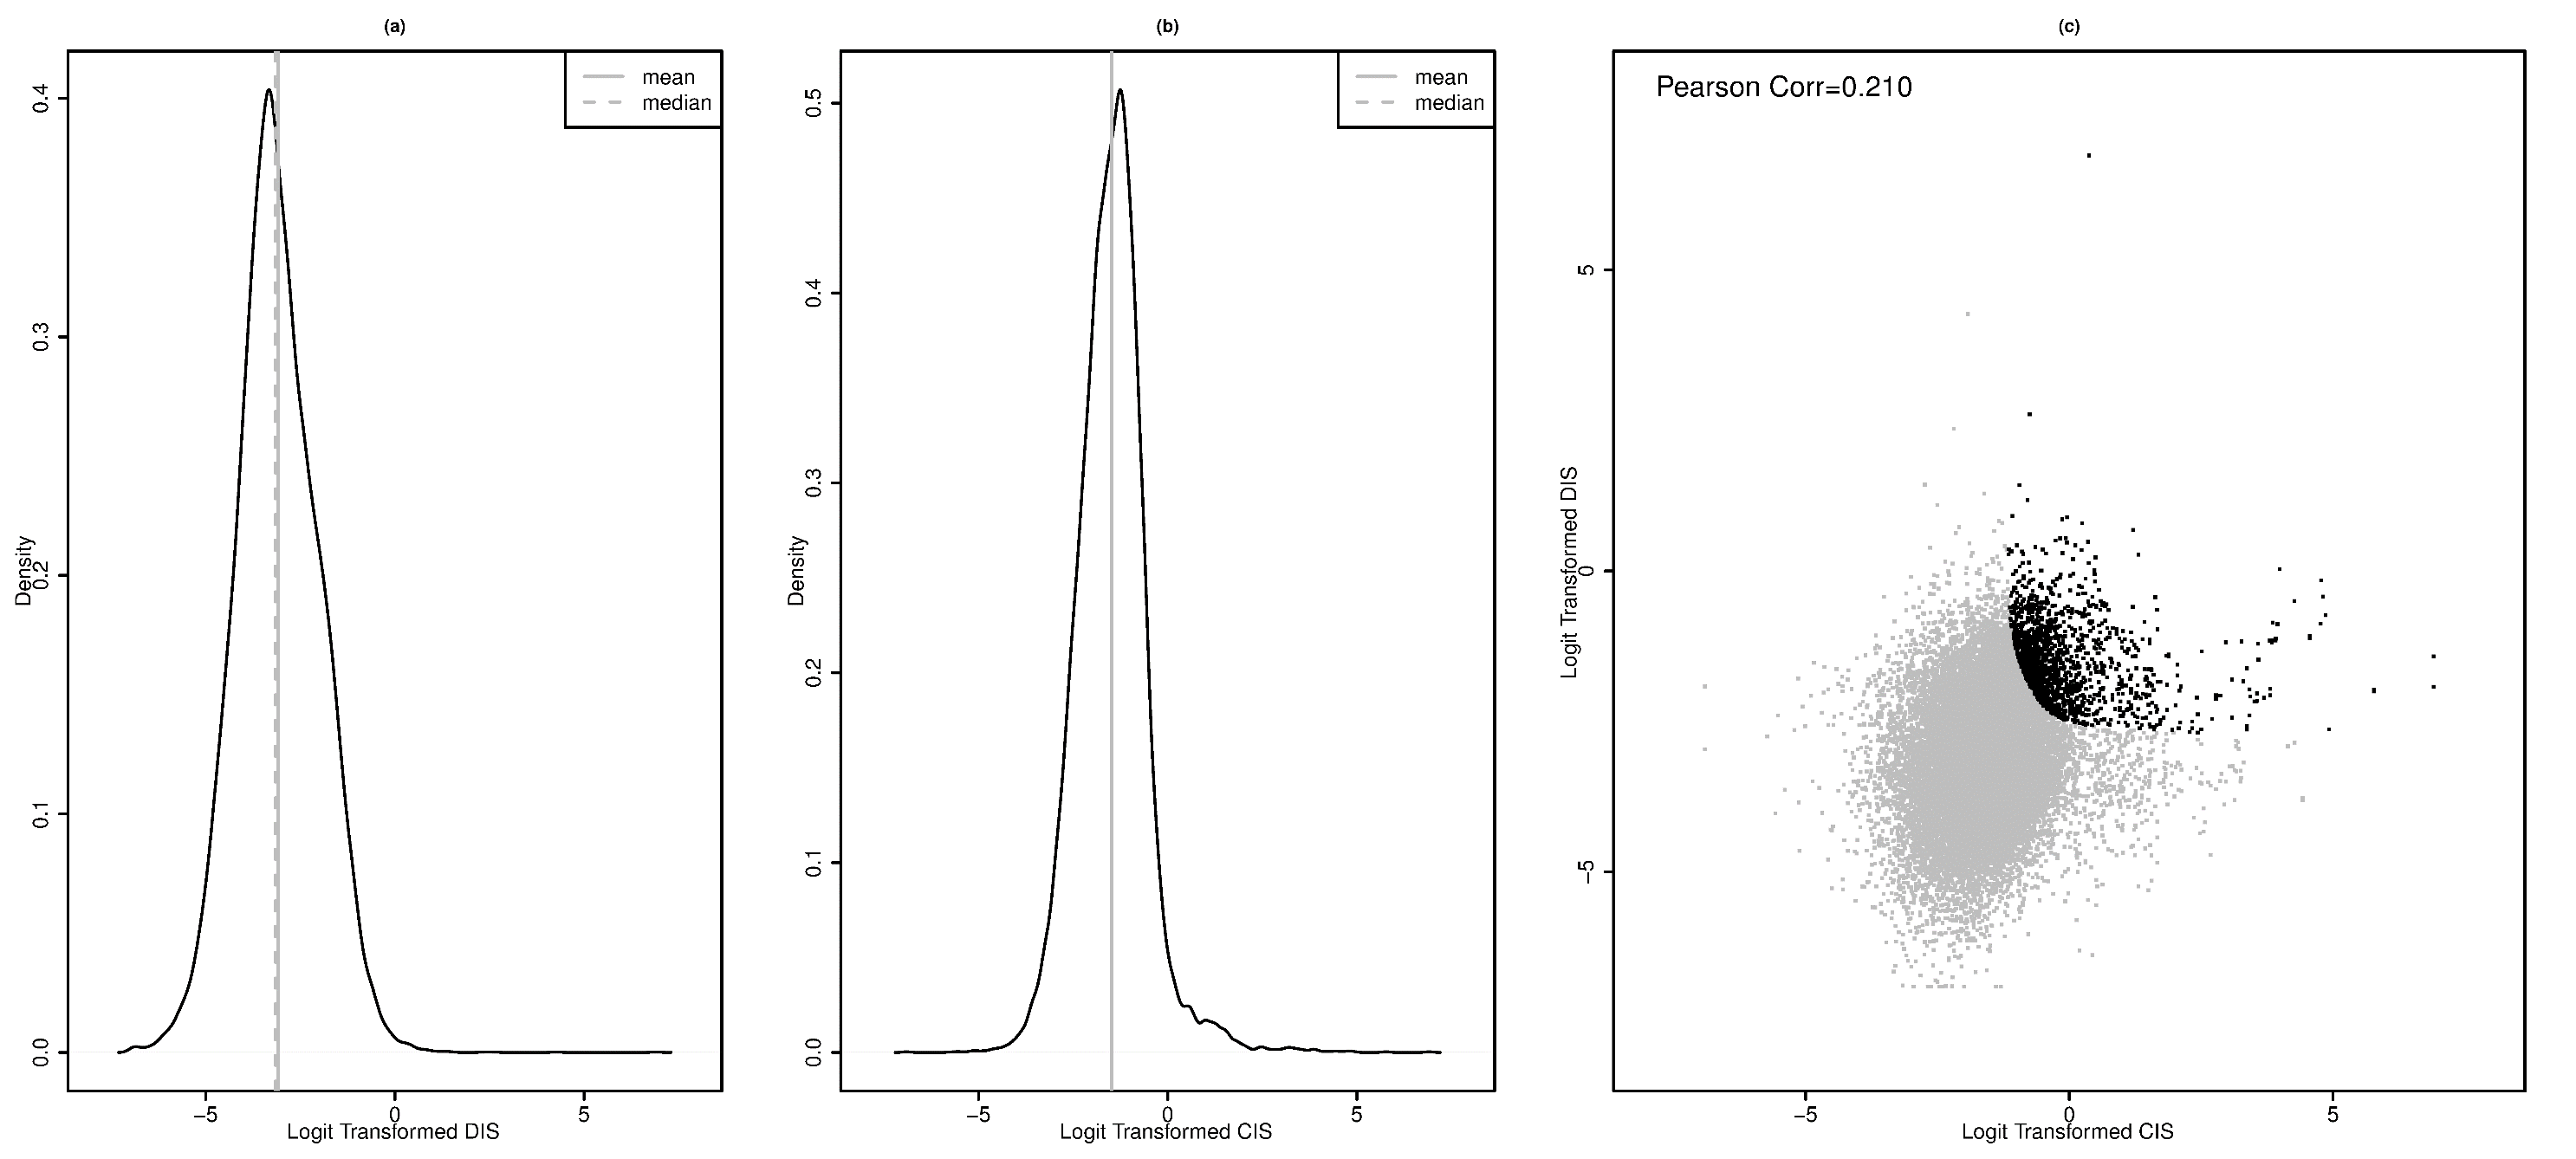 (a)
mean
median
Density
0.0
0.1
0.2
0.3
0.4
−5
0
5
Logit Transformed DIS
(b)
mean
median
Density
0.0
0.1
0.2
0.3
0.4
0.5
−5
0
5
Logit Transformed CIS
(c)
Pearson Corr=0.210
Logit Transformed DIS
−5
0
5
−5
0
5
Logit Transformed CIS